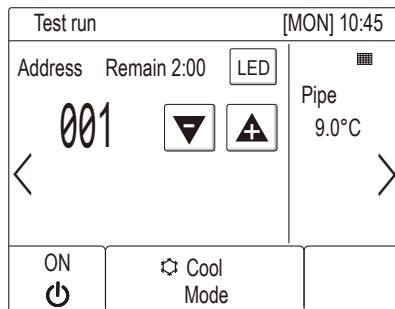 Test run [MON] 10:45
Address Remain 2:00 LED
Pipe
001 - + 9.0°C
ON Cool
Mode